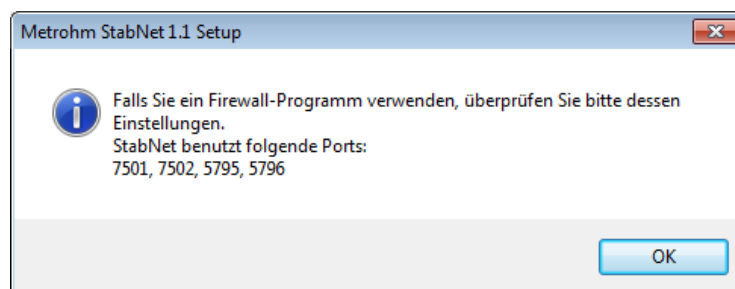 Metrohm StabNet 1.1 Setup
Falls Sie ein Firewall-Programm verwenden, überprüfen Sie bitte dessen
Einstellungen.
StabNet benutzt folgende Ports:
7501, 7502, 5795, 5796
OK